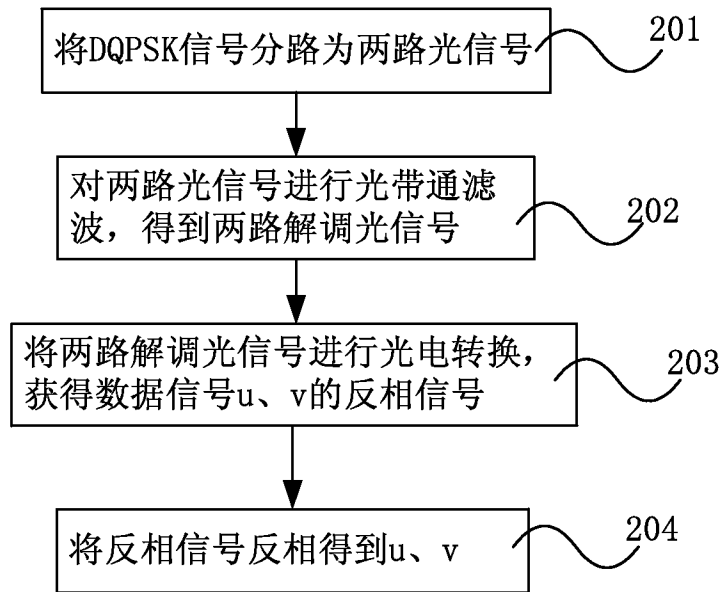 将DQPSK信号分路为两路光信号
201
对两路光信号进行光带通滤
波，得到两路解调光信号
202
将两路解调光信号进行光电转换，
获得数据信号u、v的反相信号
203
将反相信号反相得到u、v
204